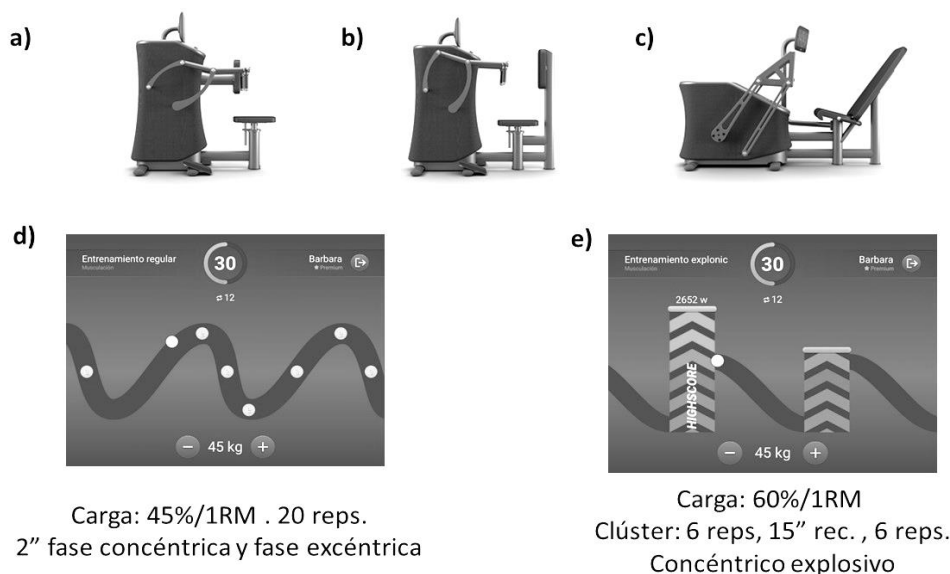 a)
b)
c)
d)
Entrenamiento regular
Musculación
30
12
Barbara
Premium
45 kg
Carga: 45%/1RM . 20 reps.
2” fase concéntrica y fase excéntrica
e)
Entrenamiento explonic
Musculación
30
12
Barbara
Premium
2652 w
HIGHSCORE
45 kg
Carga: 60%/1RM
Clúster: 6 reps, 15” rec. , 6 reps.
Concéntrico explosivo